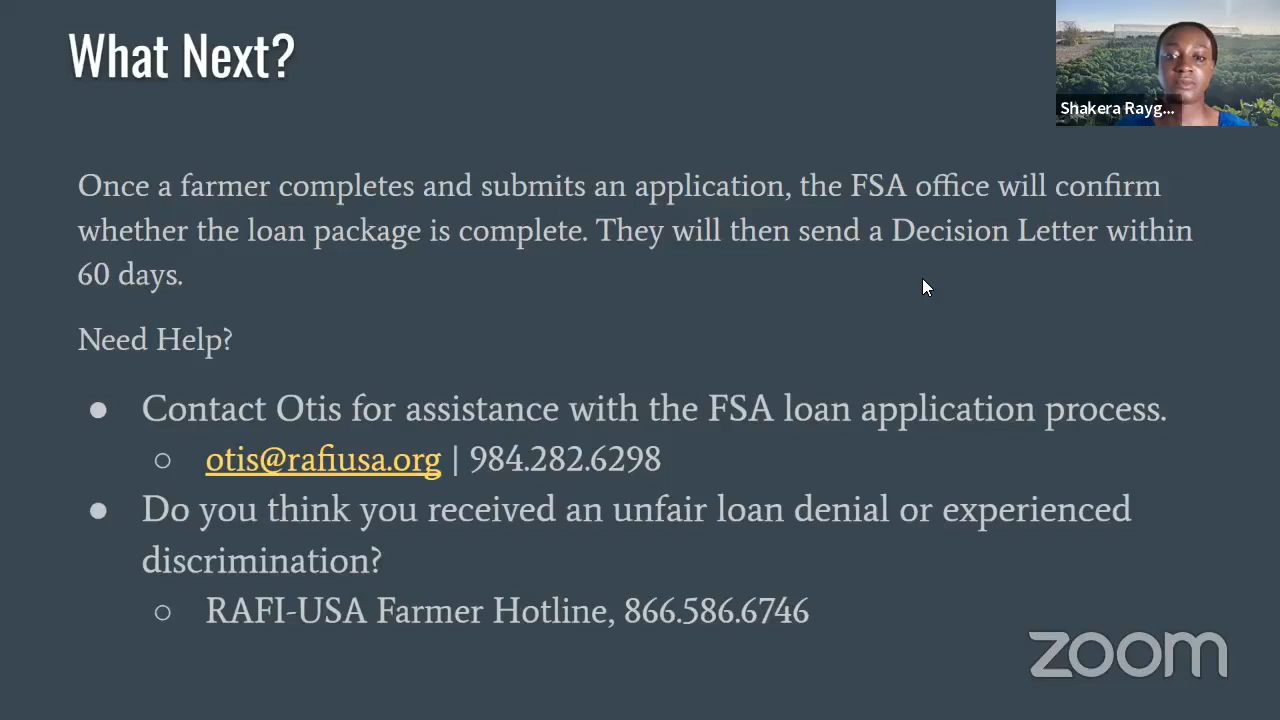 What Next?
Shakera Rayg...
Once a farmer completes and submits an application, the FSA office will confirm
whether the loan package is complete. They will then send a Decision Letter within
60 days.
Need Help?
● Contact Otis for assistance with the FSA loan application process.
○ otis@rafiusa.org | 984.282.6298
● Do you think you received an unfair loan denial or experienced
discrimination?
○ RAFI-USA Farmer Hotline, 866.586.6746
zoom